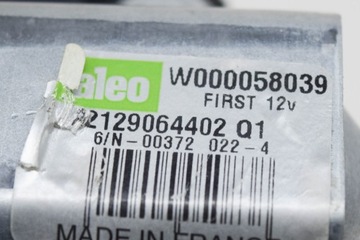 aleo
W000058039
FIRST 12v
2129064402 Q1
6/N-00372 022-4
MADE IN FRANCE